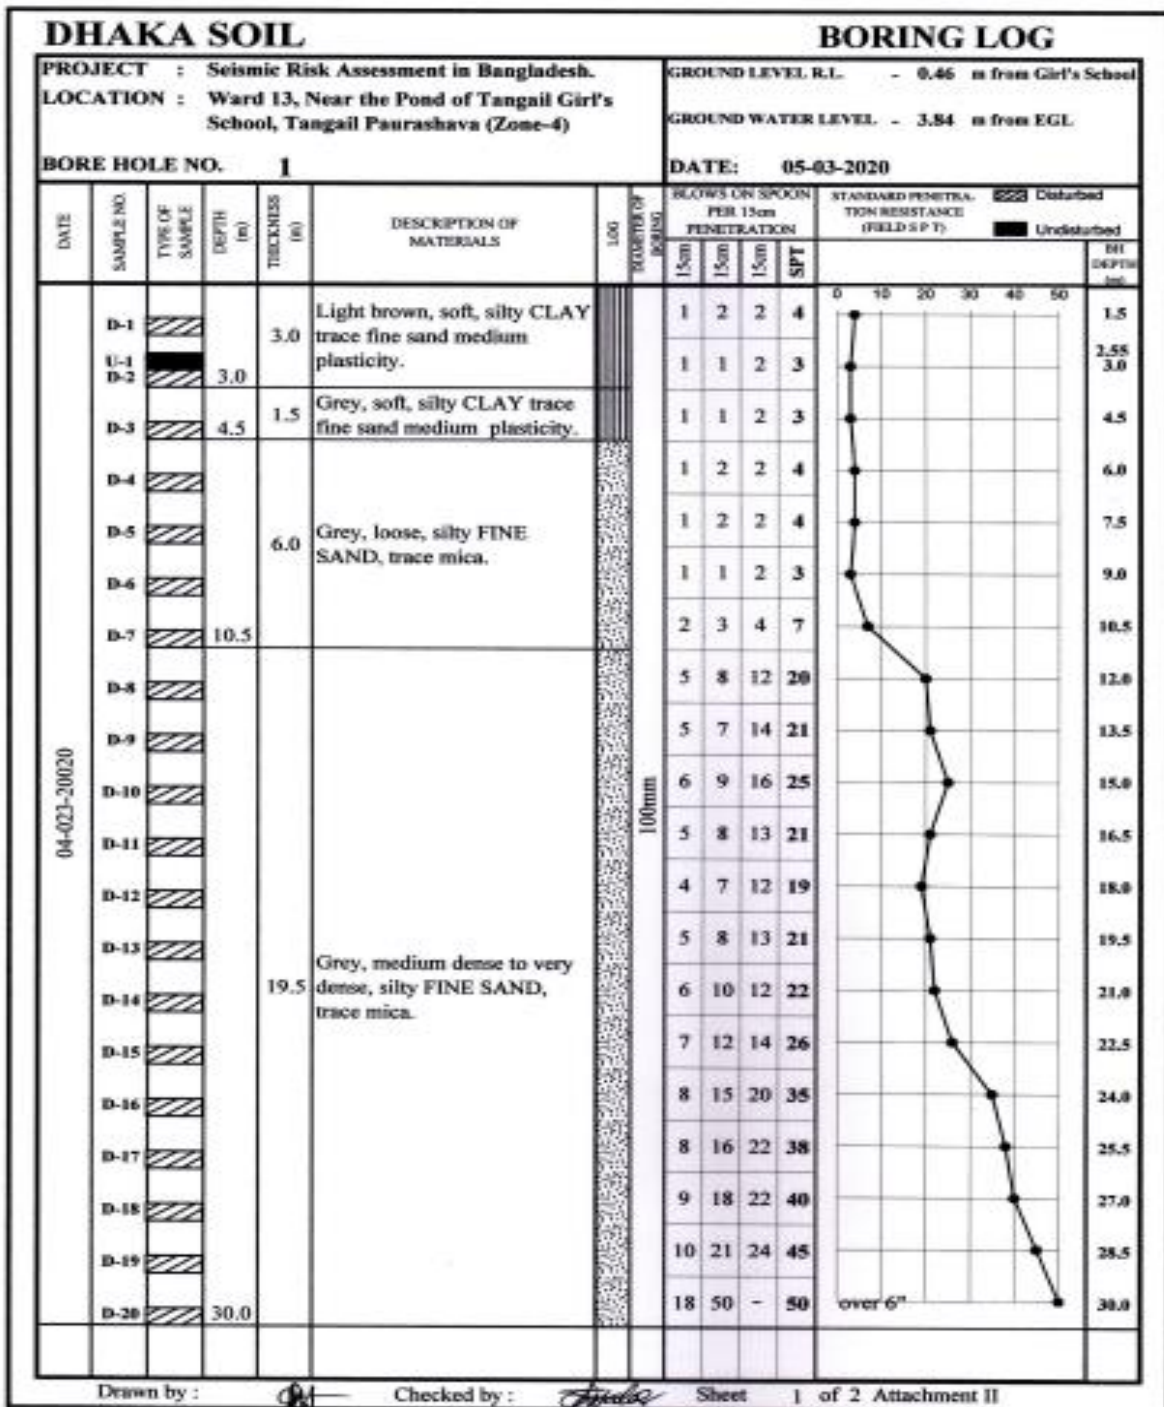 DHAKA SOIL
BORING LOG
PROJECT : Seismic Risk Assessment in Bangladesh.
LOCATION : Ward 13, Near the Pond of Tangail Girl's
School, Tangail Paurashava (Zone-4)
BORE HOLE NO. 1
GROUND LEVEL R.L. - 0.46 m from Girl's School
GROUND WATER LEVEL - 3.84 m from EGL
DATE: 05-03-2020
DATE
SAMPLE NO.
TYPE OF
SAMPLE
DEPTH
(m)
THICKNESS
(m)
DESCRIPTION OF
MATERIALS
LOG
DIAMETER OF
BORING
BLOWS ON SPOON
PER 15cm
PENETRATION
15cm 15cm 15cm SPT
STANDARD PENETRA-
TION RESISTANCE
(FIELD S P T)
Disturbed
Undisturbed
BH
DEPTH
(m)
0 10 20 30 40 50
04-023-20020
100mm
D-1 1 2 2 4 1.5
3.0 Light brown, soft, silty CLAY
trace fine sand medium
plasticity.
U-1 2.55
D-2 3.0 1 1 2 3 3.0
1.5 Grey, soft, silty CLAY trace
fine sand medium plasticity.
D-3 4.5 1 1 2 3 4.5
D-4 1 2 2 4 6.0
D-5 1 2 2 4 7.5
6.0 Grey, loose, silty FINE
SAND, trace mica.
D-6 1 1 2 3 9.0
D-7 10.5 2 3 4 7 10.5
D-8 5 8 12 20 12.0
D-9 5 7 14 21 13.5
D-10 6 9 16 25 15.0
D-11 5 8 13 21 16.5
D-12 4 7 12 19 18.0
D-13 5 8 13 21 19.5
19.5 Grey, medium dense to very
dense, silty FINE SAND,
trace mica.
D-14 6 10 12 22 21.0
D-15 7 12 14 26 22.5
D-16 8 15 20 35 24.0
D-17 8 16 22 38 25.5
D-18 9 18 22 40 27.0
D-19 10 21 24 45 28.5
D-20 30.0 18 50 - 50 over 6" 30.0
Drawn by : Checked by : Sheet 1 of 2 Attachment II